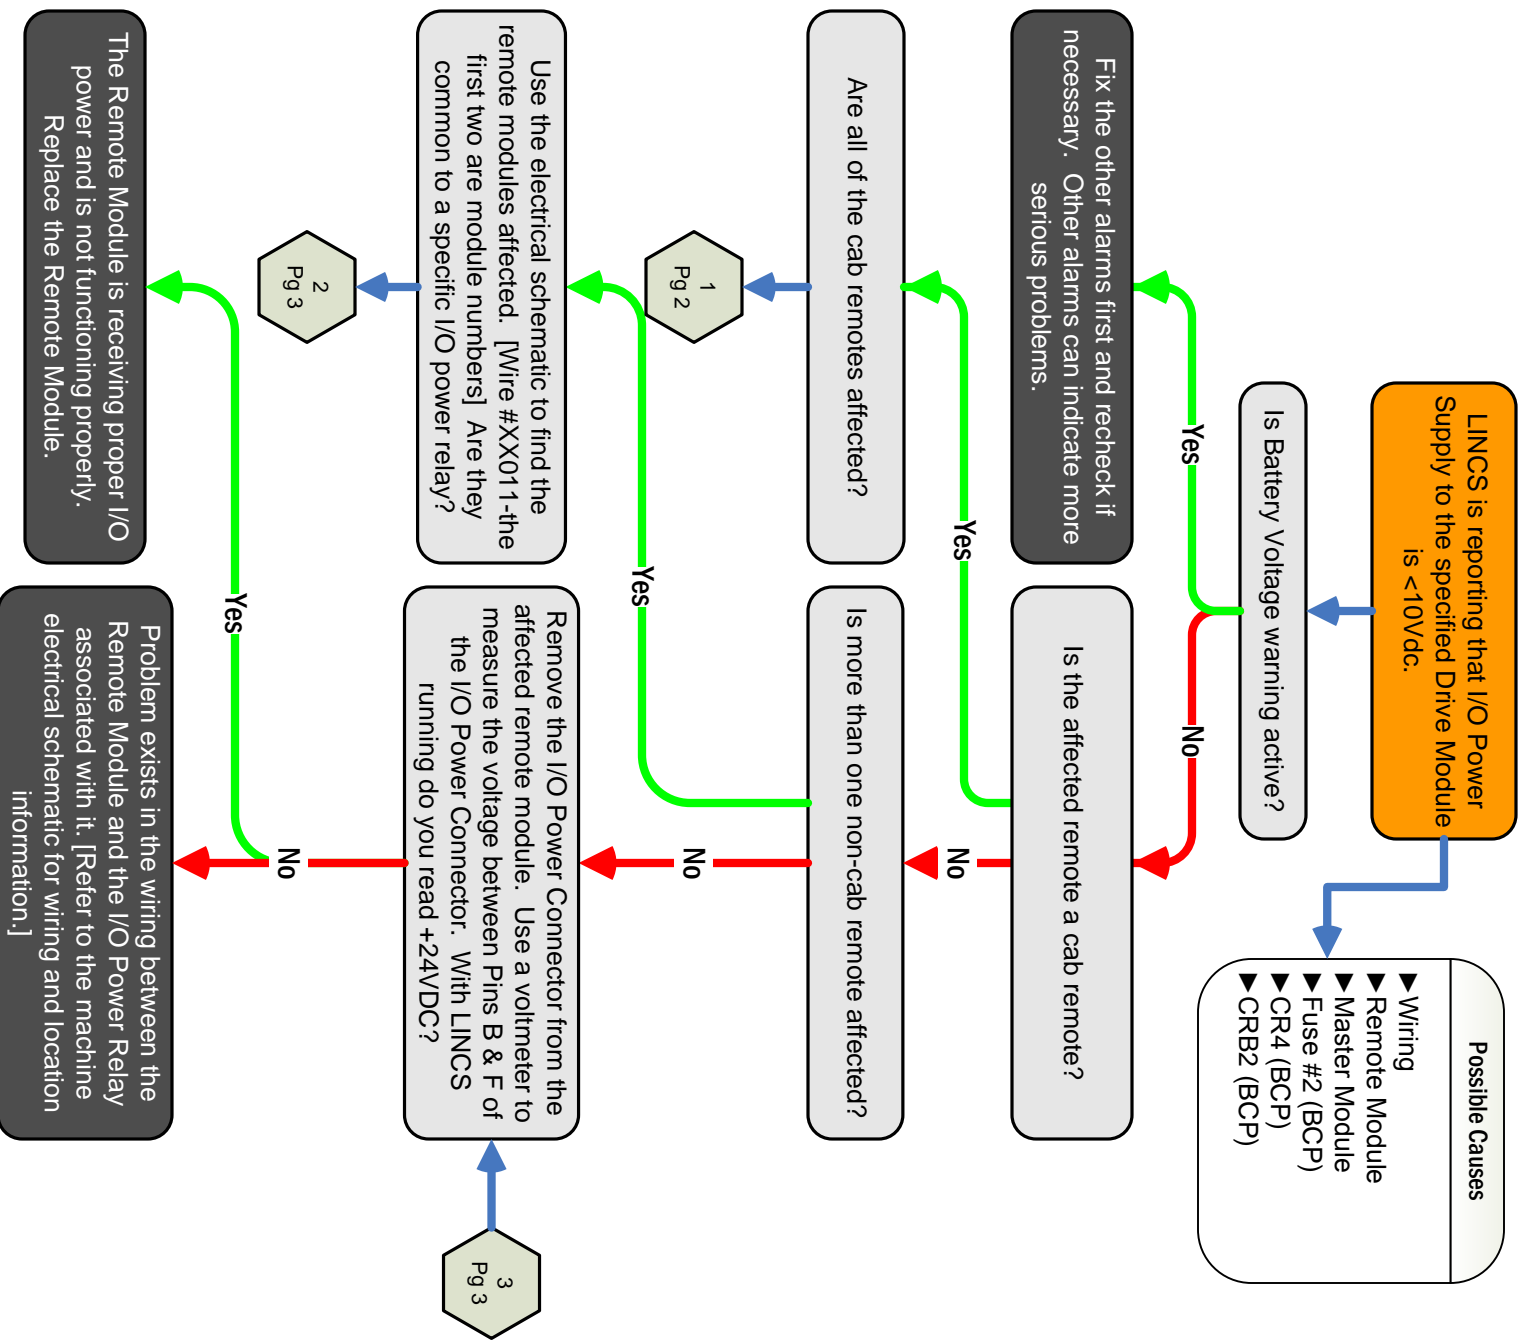 LINCS is reporting that I/O Power
Supply to the specified Drive Module
is <10Vdc.
Possible Causes
►Wiring
►Remote Module
►Master Module
►Fuse #2 (BCP)
►CR4 (BCP)
►CRB2 (BCP)
Is Battery Voltage warning active?
Yes
No
Fix the other alarms first and recheck if
necessary.  Other alarms can indicate more
serious problems.
Is the affected remote a cab remote?
Yes
No
Are all of the cab remotes affected?
Is more than one non-cab remote affected?
1
Pg 2
Yes
No
Use the electrical schematic to find the
remote modules affected.  [Wire #XX011-the
first two are module numbers]  Are they
common to a specific I/O power relay?
Remove the I/O Power Connector from the
affected remote module.  Use a voltmeter to
measure the voltage between Pins B & F of
the I/O Power Connector.  With LINCS
running do you read +24VDC?
3
Pg 3
2
Pg 3
Yes
No
The Remote Module is receiving proper I/O
power and is not functioning properly.
Replace the Remote Module.
Problem exists in the wiring between the
Remote Module and the I/O Power Relay
associated with it. [Refer to the machine
electrical schematic for wiring and location
information.]